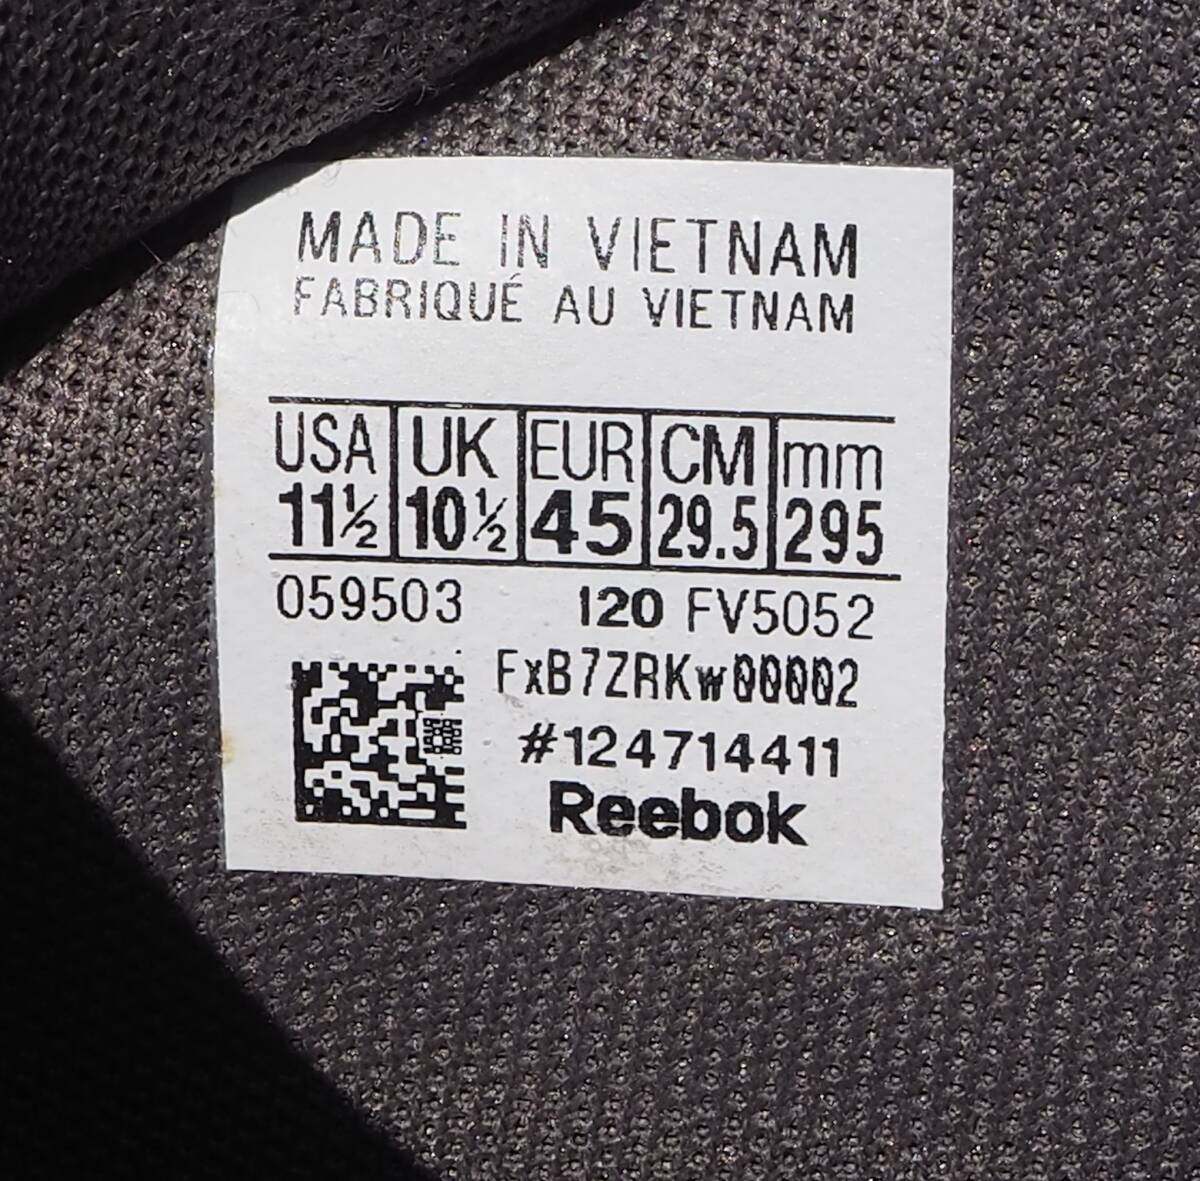 MADE IN VIETNAM
FABRIQUÉ AU VIETNAM
USA UK EUR CM mm
11½ 10½ 45 29.5 295
059503 120 FV5052
FxB7ZRKw00002
#124714411
Reebok